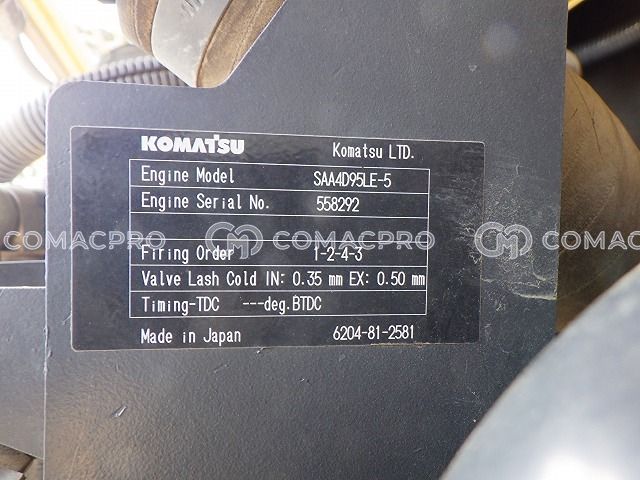 KOMATSU Komatsu LTD.
Engine Model SAA4D95LE-5
Engine Serial No. 558292
COMACPRO COMACPRO COMACPRO
Firing Order 1-2-4-3
Valve Lash Cold IN: 0.35 mm EX: 0.50 mm
Timing-TDC ---deg.BTDC
Made in Japan 6204-81-2581